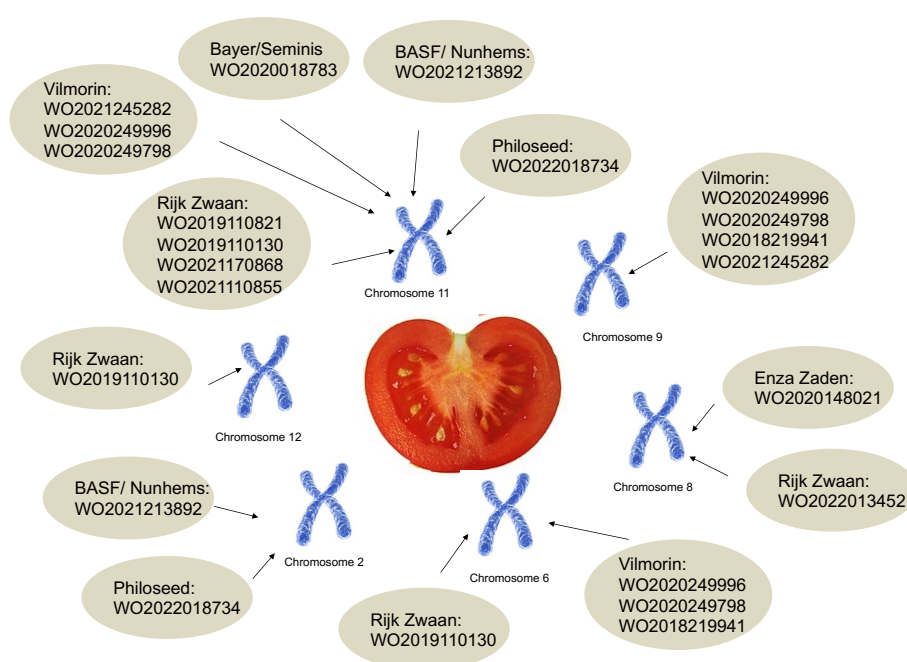 Bayer/Seminis
WO2020018783
BASF/ Nunhems:
WO2021213892
Vilmorin:
WO2021245282
WO2020249996
WO2020249798
Philoseed:
WO2022018734
Rijk Zwaan:
WO2019110821
WO2019110130
WO2021170868
WO2021110855
Vilmorin:
WO2020249996
WO2020249798
WO2018219941
WO2021245282
Chromosome 11
Chromosome 9
Rijk Zwaan:
WO2019110130
Chromosome 12
Enza Zaden:
WO2020148021
Chromosome 8
Rijk Zwaan:
WO2022013452
BASF/ Nunhems:
WO2021213892
Chromosome 2
Chromosome 6
Philoseed:
WO2022018734
Rijk Zwaan:
WO2019110130
Vilmorin:
WO2020249996
WO2020249798
WO2018219941